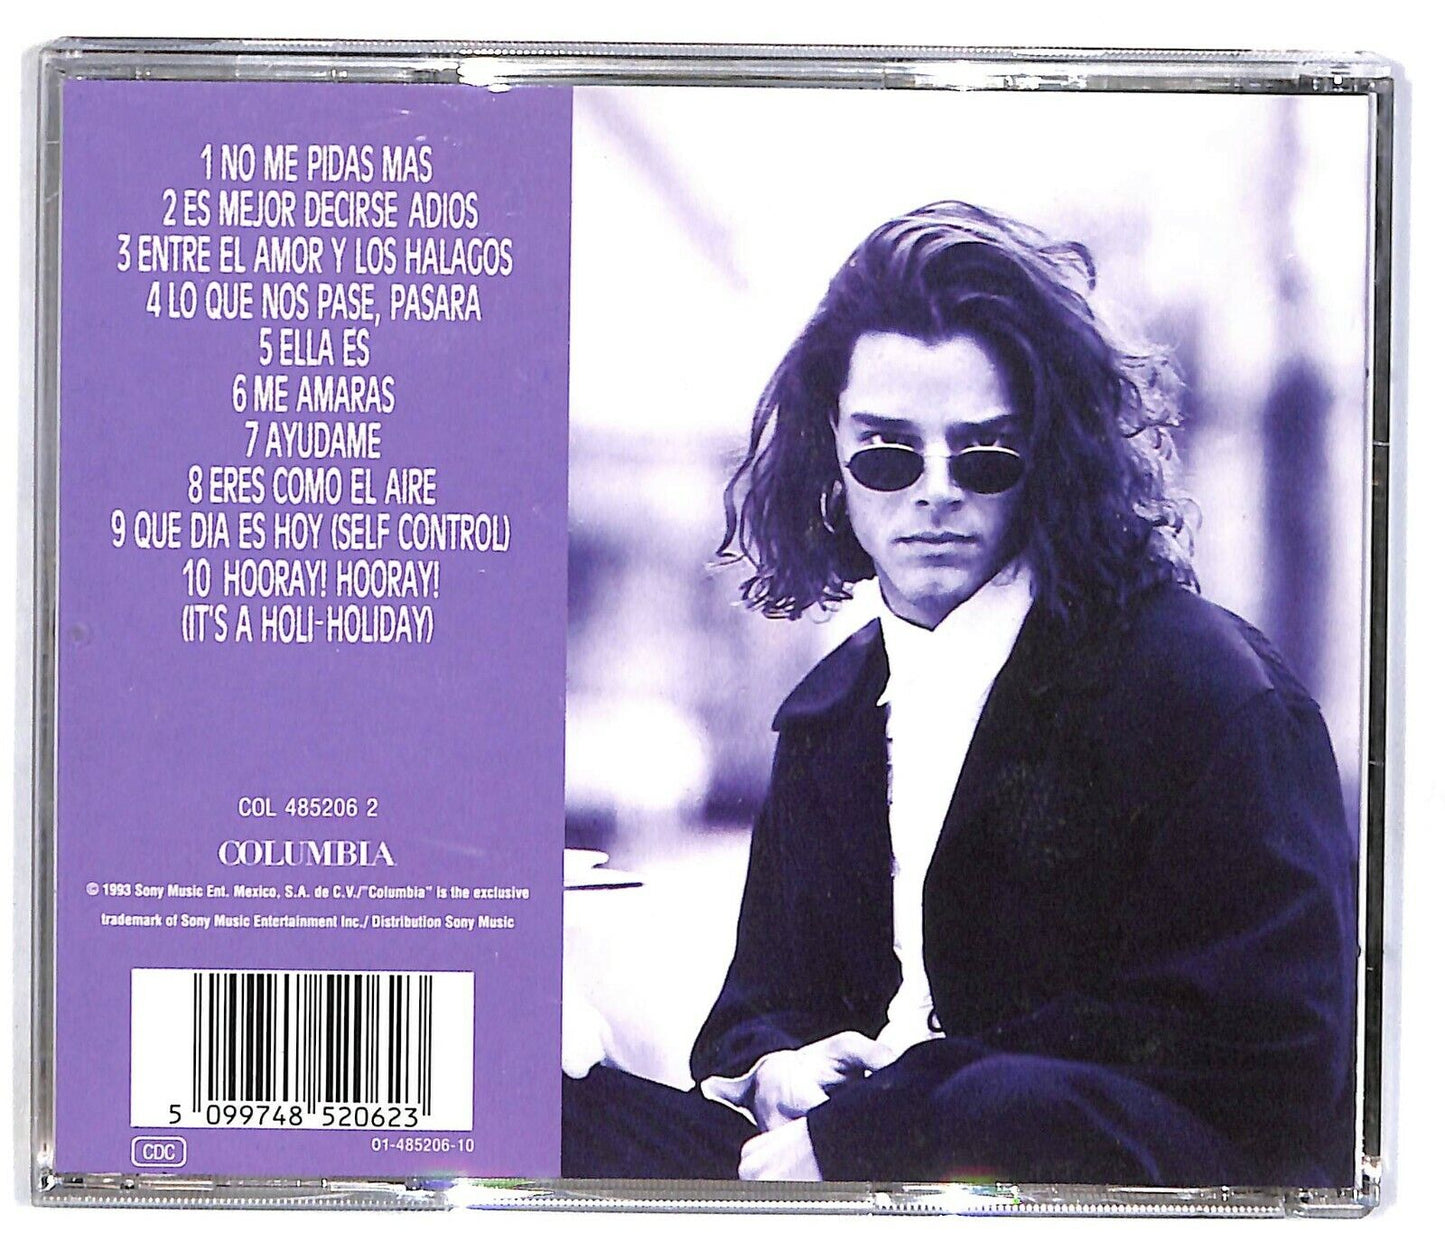 1 NO ME PIDAS MAS
2 ES MEJOR DECIRSE ADIOS
3 ENTRE EL AMOR Y LOS HALAGOS
4 LO QUE NOS PASE, PASARA
5 ELLA ES
6 ME AMARAS
7 AYUDAME
8 ERES COMO EL AIRE
9 QUE DIA ES HOY (SELF CONTROL)
10 HOORAY! HOORAY!
(IT'S A HOLI-HOLIDAY)
COL 485206 2
COLUMBIA
© 1993 Sony Music Ent. Mexico, S.A. de C.V./"Columbia" is the exclusive
trademark of Sony Music Entertainment Inc./ Distribution Sony Music
5 099748 520623
CDC 01-485206-10